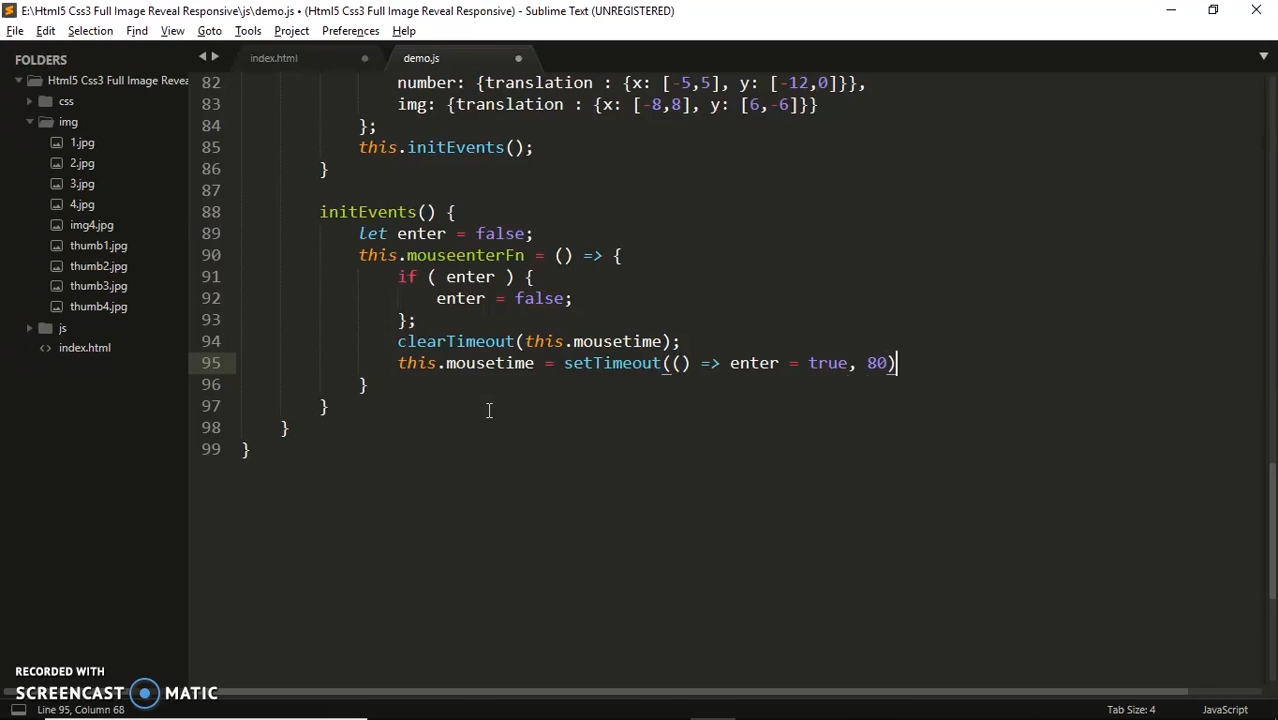 E:\Html5 Css3 Full Image Reveal Responsive\js\demo.js • (Html5 Css3 Full Image Reveal Responsive) - Sublime Text (UNREGISTERED)
File Edit Selection Find View Goto Tools Project Preferences Help
FOLDERS
Html5 Css3 Full Image Revea
css
img
1.jpg
2.jpg
3.jpg
4.jpg
img4.jpg
thumb1.jpg
thumb2.jpg
thumb3.jpg
thumb4.jpg
js
index.html
index.html
demo.js
82 number: {translation : {x: [-5,5], y: [-12,0]}},
83 img: {translation : {x: [-8,8], y: [6,-6]}}
84 };
85 this.initEvents();
86 }
87
88 initEvents() {
89 let enter = false;
90 this.mouseenterFn = () => {
91 if ( enter ) {
92 enter = false;
93 };
94 clearTimeout(this.mousetime);
95 this.mousetime = setTimeout(() => enter = true, 80)
96 }
97 }
98 }
99 }
RECORDED WITH
SCREENCAST MATIC
Line 95, Column 68
Tab Size: 4
JavaScript